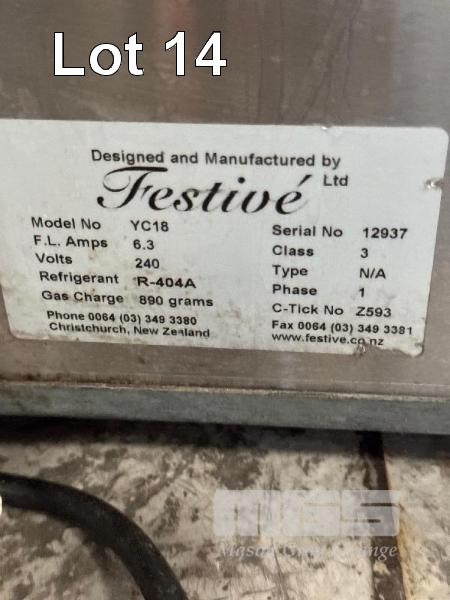 Lot 14
Designed and Manufactured by
Festivé Ltd
Model No YC18
F.L. Amps 6.3
Volts 240
Refrigerant R-404A
Gas Charge 890 grams
Phone 0064 (03) 349 3380
Christchurch, New Zealand
Serial No 12937
Class 3
Type N/A
Phase 1
C-Tick No Z593
Fax 0064 (03) 349 3381
www.festive.co.nz
MGS